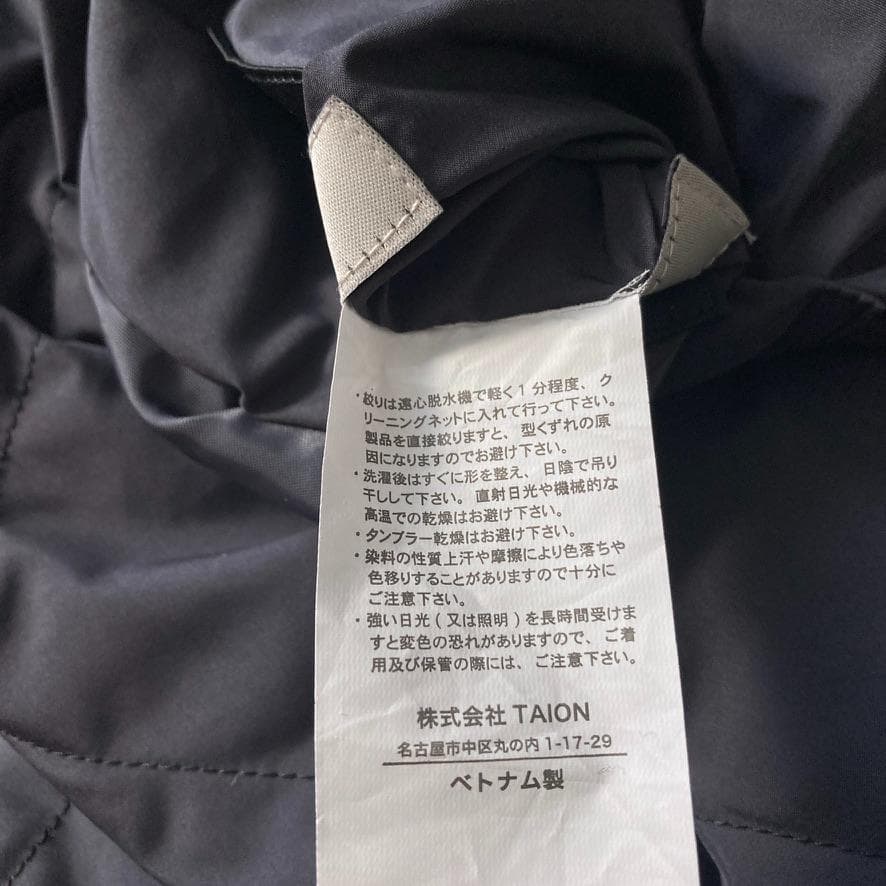 ・絞りは遠心脱水機で軽く1分程度、ク
リーニングネットに入れて行って下さい。
製品を直接絞りますと、型くずれの原
因になりますのでお避け下さい。
・洗濯後はすぐに形を整え、日陰で吊り
干しして下さい。直射日光や機械的な
高温での乾燥はお避け下さい。
・タンブラー乾燥はお避け下さい。
・染料の性質上汗や摩擦により色落ちや
色移りすることがありますので十分に
ご注意下さい。
・強い日光(又は照明)を長時間受けま
すと変色の恐れがありますので、ご着
用及び保管の際には、ご注意下さい。
株式会社 TAION
名古屋市中区丸の内1-17-29
ベトナム製